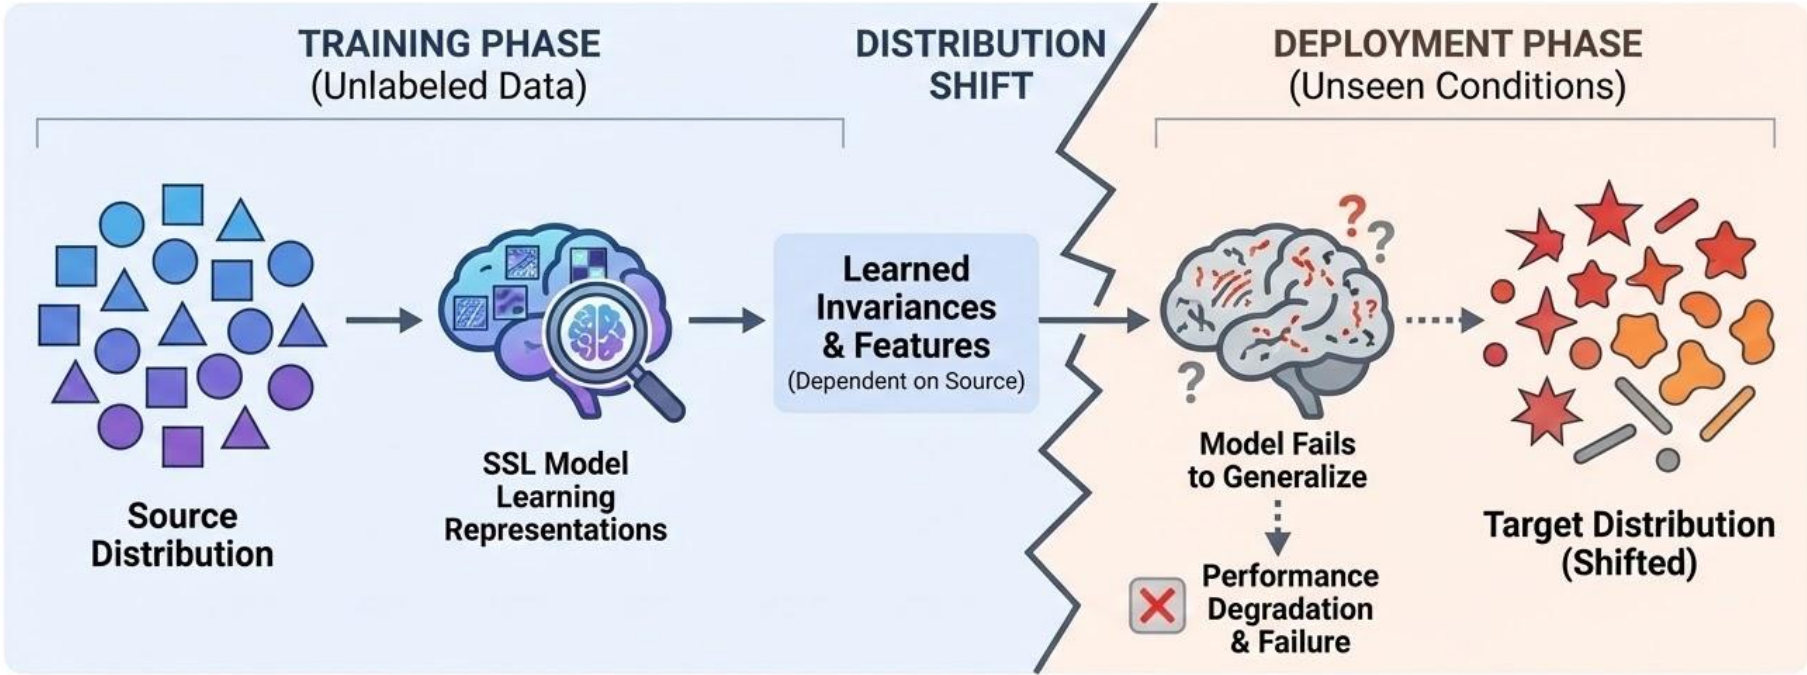 TRAINING PHASE
(Unlabeled Data)
DISTRIBUTION
SHIFT
DEPLOYMENT PHASE
(Unseen Conditions)
Source
Distribution
SSL Model
Learning
Representations
Learned
Invariances
& Features
(Dependent on Source)
?
?
?
?
Model Fails
to Generalize
Performance
Degradation
& Failure
Target Distribution
(Shifted)